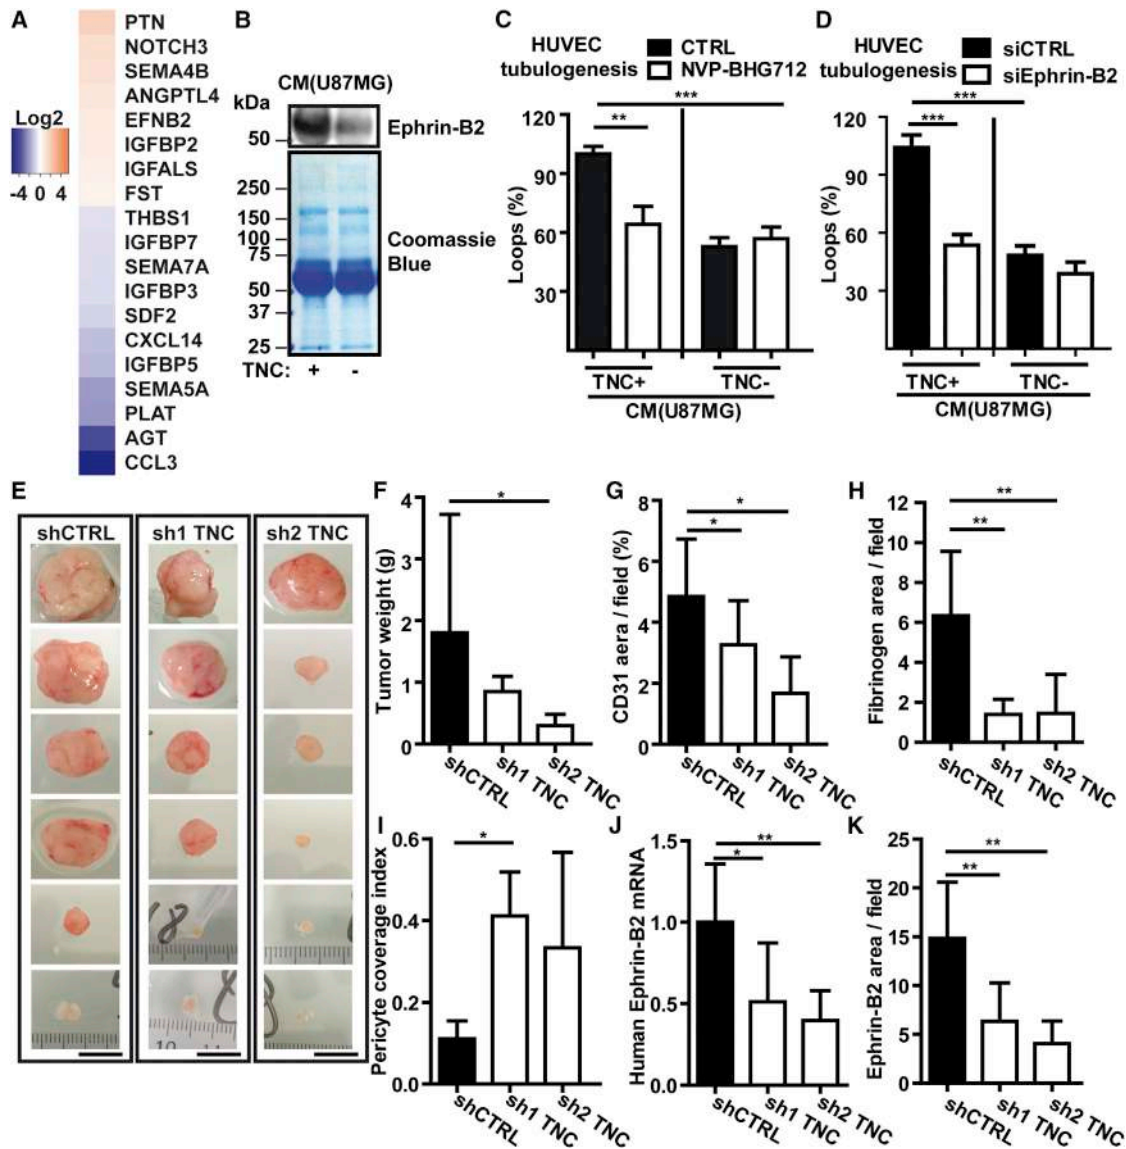 A
Log2
-4 0 4
PTN
NOTCH3
SEMA4B
ANGPTL4
EFNB2
IGFBP2
IGFALS
FST
THBS1
IGFBP7
SEMA7A
IGFBP3
SDF2
CXCL14
IGFBP5
SEMA5A
PLAT
AGT
CCL3
B
CM(U87MG)
kDa
50
Ephrin-B2
250
150
100
75
50
37
25
Coomassie
Blue
TNC: + -
C
HUVEC
tubulogenesis
CTRL
NVP-BHG712
***
**
Loops (%)
120
90
60
30
TNC+ TNC-
CM(U87MG)
D
HUVEC
tubulogenesis
siCTRL
siEphrin-B2
***
***
Loops (%)
120
90
60
30
TNC+ TNC-
CM(U87MG)
E
shCTRL sh1 TNC sh2 TNC
18
8
8
10 11
F
*
Tumor weight (g)
4
3
2
1
0
shCTRL
sh1 TNC
sh2 TNC
G
*
*
CD31 aera / field (%)
8
6
4
2
0
shCTRL
sh1 TNC
sh2 TNC
H
**
**
Fibrinogen area / field
12
10
8
6
4
2
0
shCTRL
sh1 TNC
sh2 TNC
I
*
Pericyte coverage index
0.6
0.4
0.2
0.0
shCTRL
sh1 TNC
sh2 TNC
J
**
*
Human Ephrin-B2 mRNA
1.5
1.0
0.5
0.0
shCTRL
sh1 TNC
sh2 TNC
K
**
**
Ephrin-B2 area / field
25
20
15
10
5
0
shCTRL
sh1 TNC
sh2 TNC